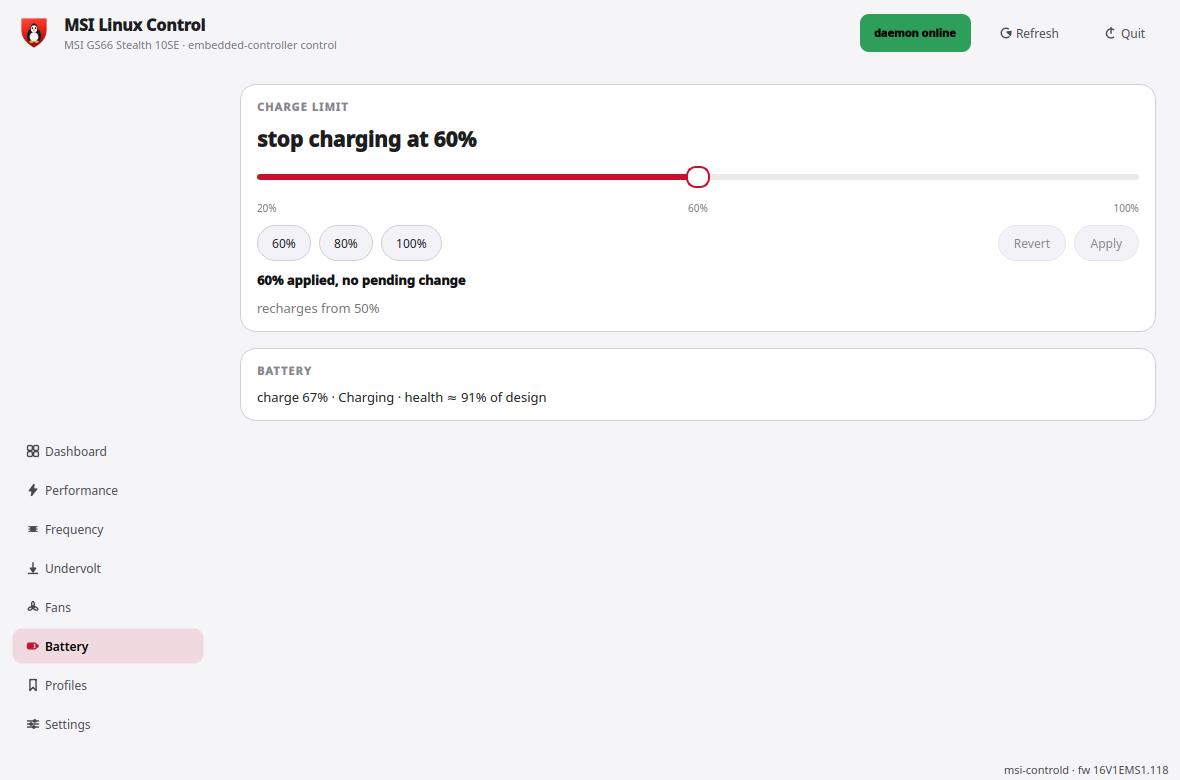 MSI Linux Control
MSI GS66 Stealth 10SE · embedded-controller control
daemon online
Refresh
Quit
CHARGE LIMIT
stop charging at 60%
20%
60%
100%
60%
80%
100%
Revert
Apply
60% applied, no pending change
recharges from 50%
BATTERY
charge 67% · Charging · health ≈ 91% of design
Dashboard
Performance
Frequency
Undervolt
Fans
Battery
Profiles
Settings
msi-controld · fw 16V1EMS1.118